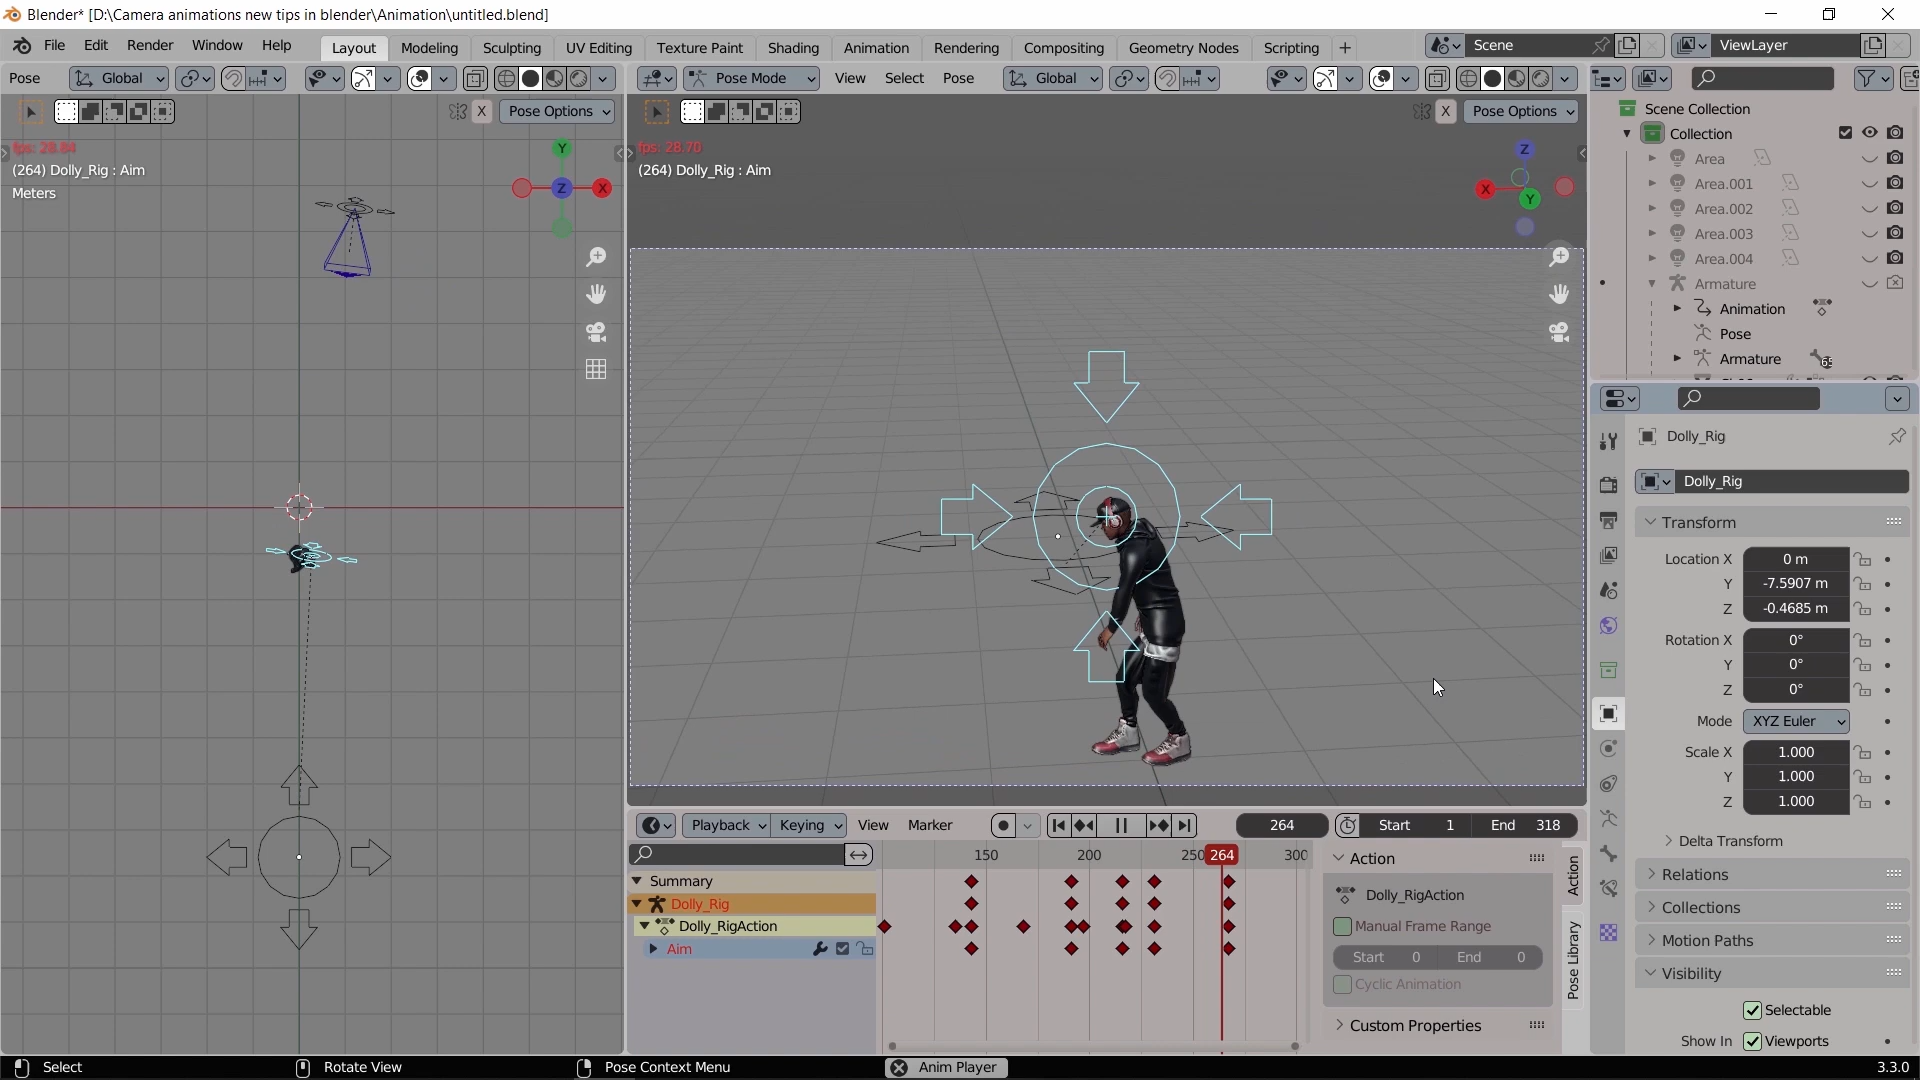 Blender* [D:\Camera animations new tips in blender\Animation\untitled.blend]
File Edit Render Window Help Layout Modeling Sculpting UV Editing Texture Paint Shading Animation Rendering Compositing Geometry Nodes Scripting + Scene ViewLayer
Pose Global Pose Mode View Select Pose Global
X Pose Options X Pose Options
fps: 28.84
(264) Dolly_Rig : Aim
Meters
Y
Z X
fps: 28.70
(264) Dolly_Rig : Aim
Z
X
Y
Scene Collection
Collection
Area
Area.001
Area.002
Area.003
Area.004
Armature
Animation
Pose
Armature 65
Dolly_Rig
Dolly_Rig
Transform
Location X 0 m
Y -7.5907 m
Z -0.4685 m
Rotation X 0°
Y 0°
Z 0°
Mode XYZ Euler
Scale X 1.000
Y 1.000
Z 1.000
Delta Transform
Relations
Collections
Motion Paths
Visibility
Selectable
Show In Viewports
Playback Keying View Marker 264 Start 1 End 318
150 200 250 264 300
Summary
Dolly_Rig
Dolly_RigAction
Aim
Action
Dolly_RigAction
Manual Frame Range
Start 0 End 0
Cyclic Animation
Custom Properties
Action
Pose Library
Select Rotate View Pose Context Menu Anim Player 3.3.0